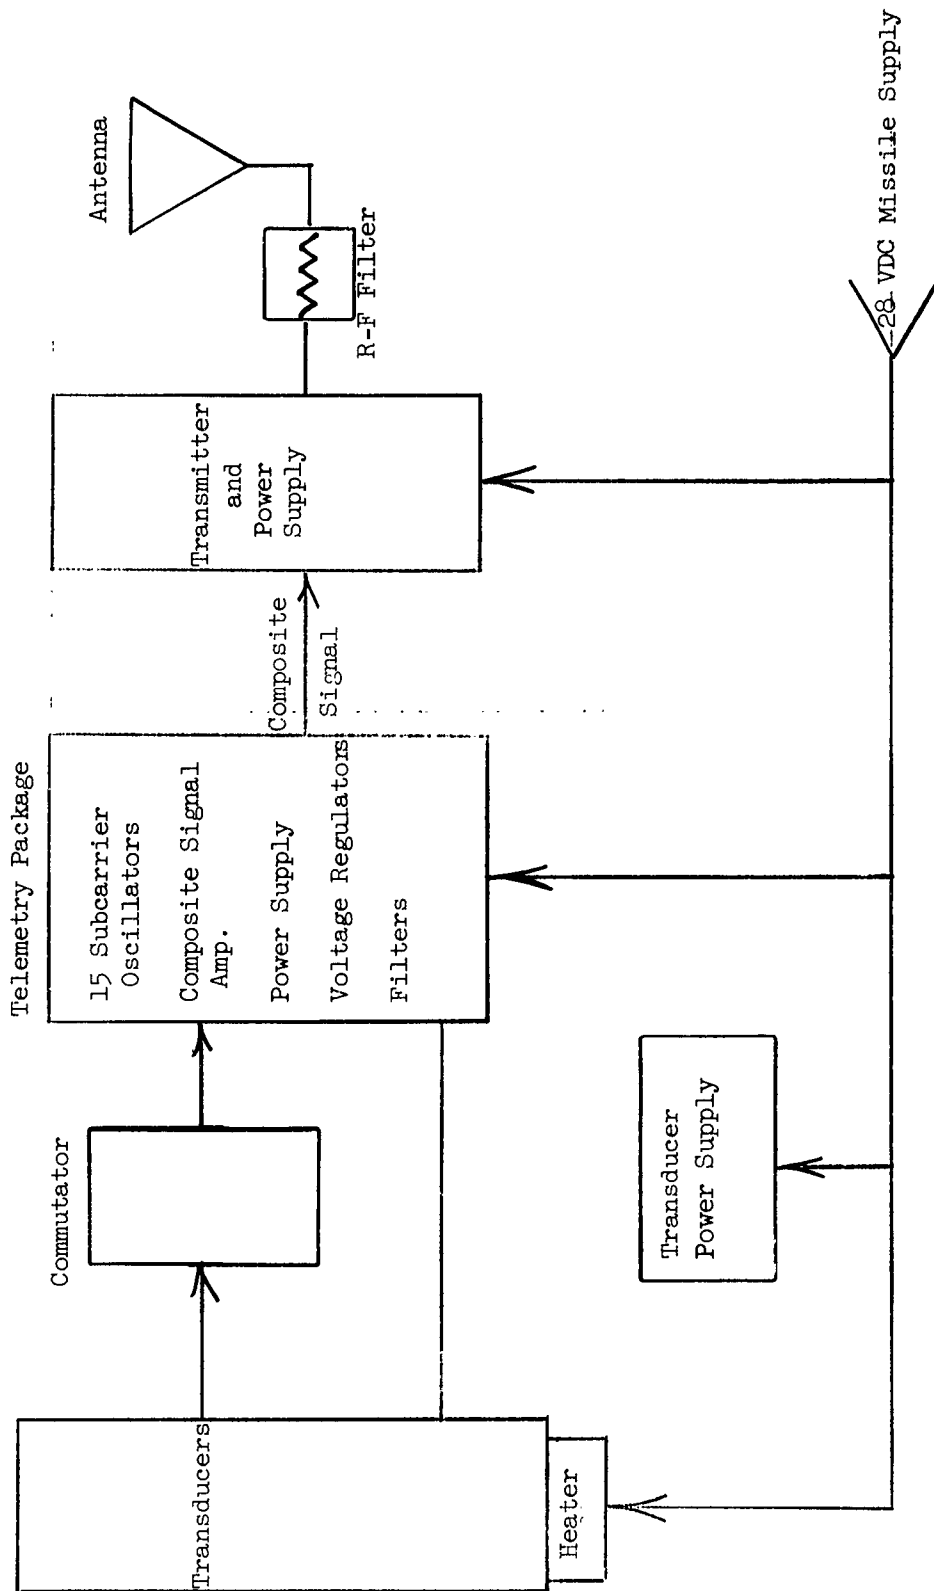 Telemetry Package
Transducers
Heater
Commutator
15 Subcarrier
Oscillators
Composite Signal
Amp.
Power Supply
Voltage Regulators
Filters
Composite
Signal
Transmitter
and
Power
Supply
R-F Filter
Antenna
Transducer
Power Supply
28 VDC Missile Supply